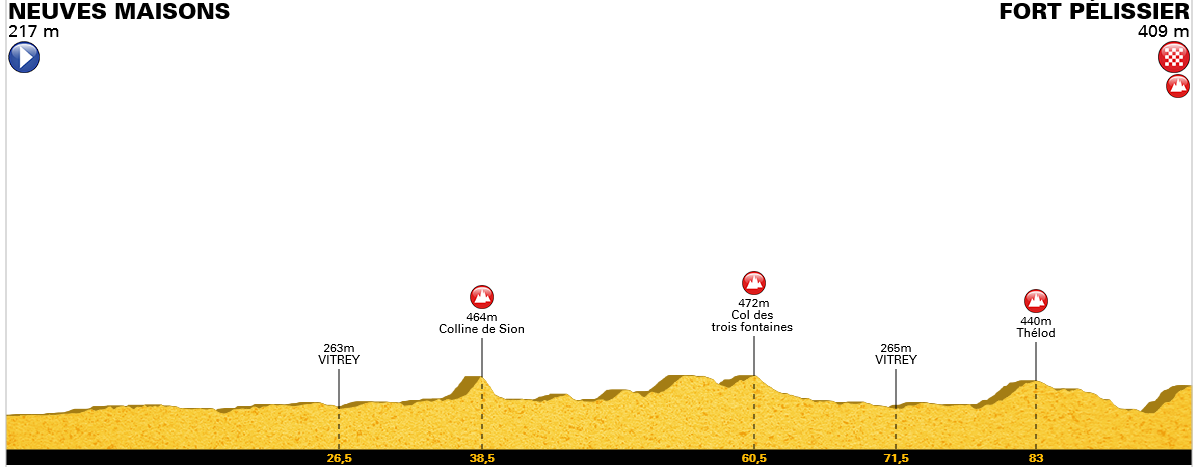 NEUVES MAISONS
217 m
FORT PÉLISSIER
409 m
263m
VITREY
464m
Colline de Sion
472m
Col des
trois fontaines
265m
VITREY
440m
Thélod
26,5
38,5
60,5
71,5
83